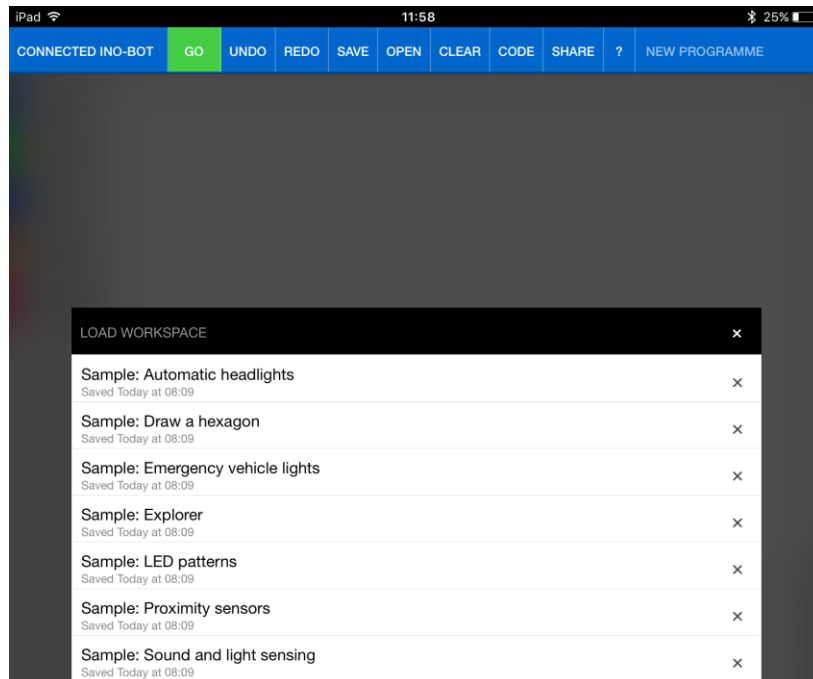 iPad 11:58 25%
CONNECTED INO-BOT GO UNDO REDO SAVE OPEN CLEAR CODE SHARE ? NEW PROGRAMME
LOAD WORKSPACE ×
Sample: Automatic headlights ×
Saved Today at 08:09
Sample: Draw a hexagon ×
Saved Today at 08:09
Sample: Emergency vehicle lights ×
Saved Today at 08:09
Sample: Explorer ×
Saved Today at 08:09
Sample: LED patterns ×
Saved Today at 08:09
Sample: Proximity sensors ×
Saved Today at 08:09
Sample: Sound and light sensing ×
Saved Today at 08:09